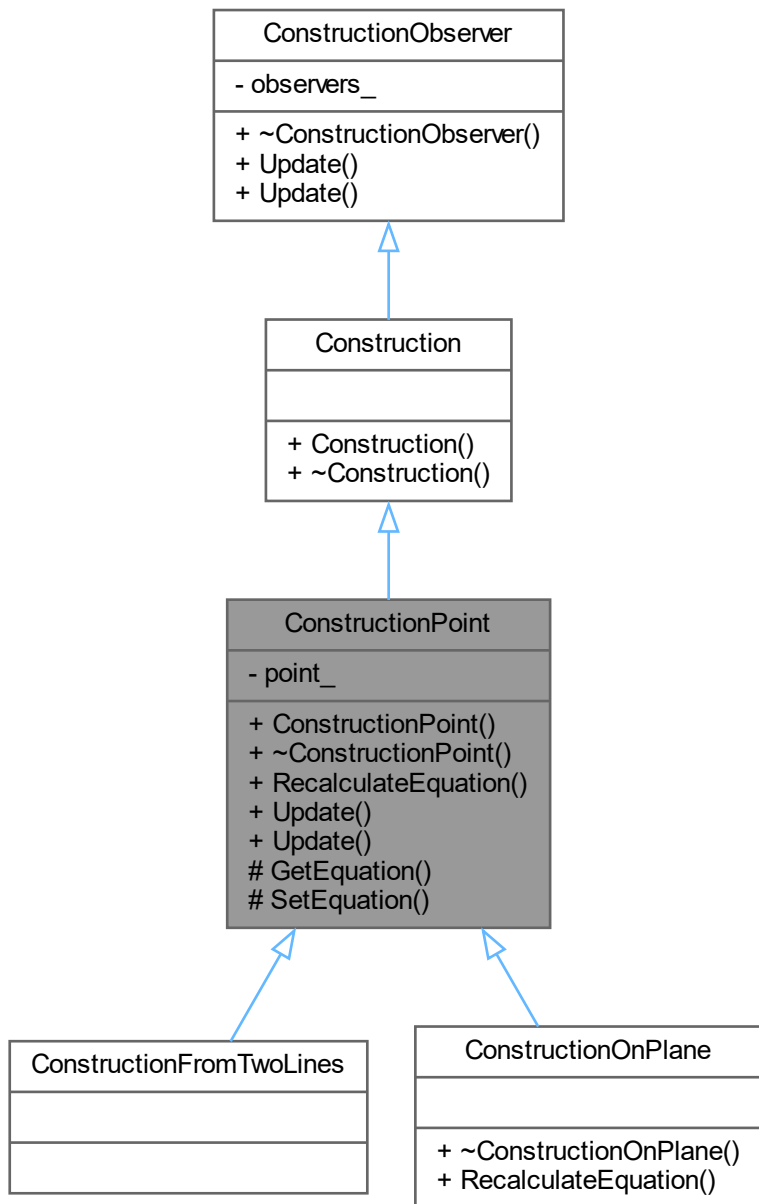 ConstructionObserver
- observers_
+ ~ConstructionObserver()
+ Update()
+ Update()
Construction
+ Construction()
+ ~Construction()
ConstructionPoint
- point_
+ ConstructionPoint()
+ ~ConstructionPoint()
+ RecalculateEquation()
+ Update()
+ Update()
# GetEquation()
# SetEquation()
ConstructionFromTwoLines
ConstructionOnPlane
+ ~ConstructionOnPlane()
+ RecalculateEquation()